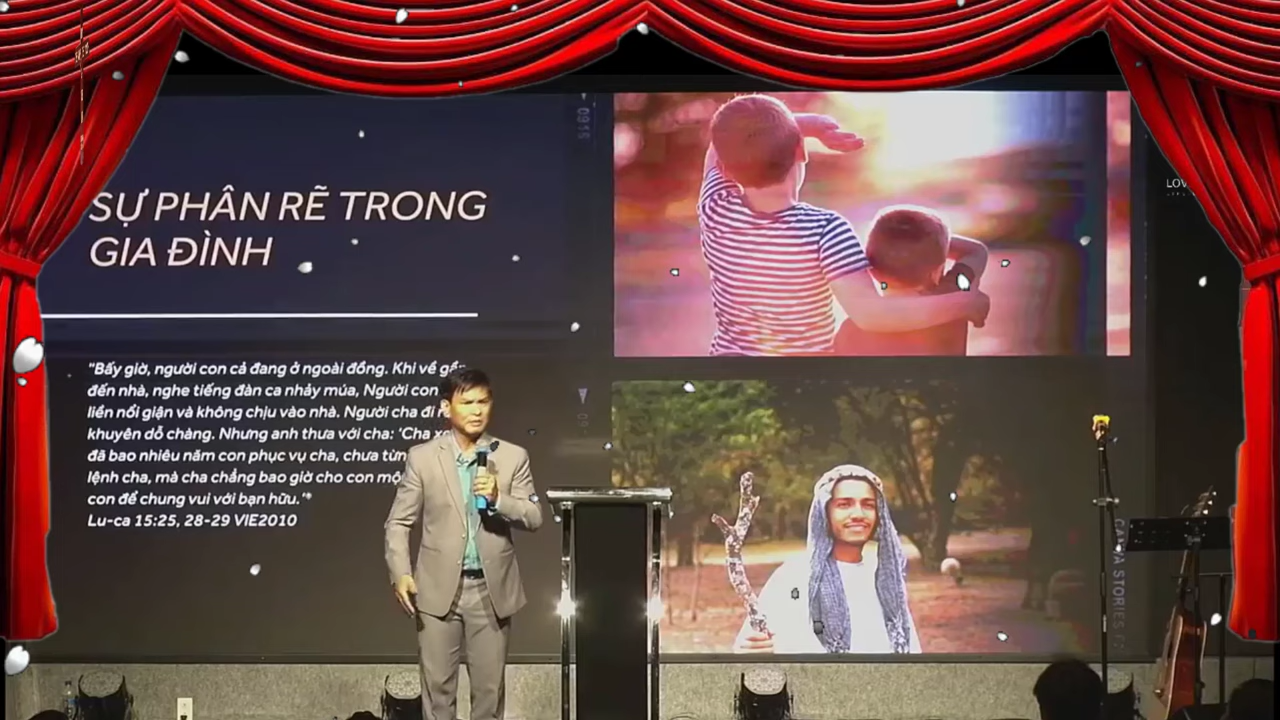 SỰ PHÂN RẼ TRONG
GIA ĐÌNH
"Bấy giờ, người con cả đang ở ngoài đồng. Khi về gần
đến nhà, nghe tiếng đàn ca nhảy múa, Người con
liền nổi giận và không chịu vào nhà. Người cha đi
khuyên dỗ chàng. Nhưng anh thưa với cha: 'Cha
đã bao nhiêu năm con phục vụ cha, chưa
lệnh cha, mà cha chẳng bao giờ cho con
con để chung vui với bạn hữu.'"
Lu-ca 15:25, 28-29 VIE2010
0915
LOV
STORIES